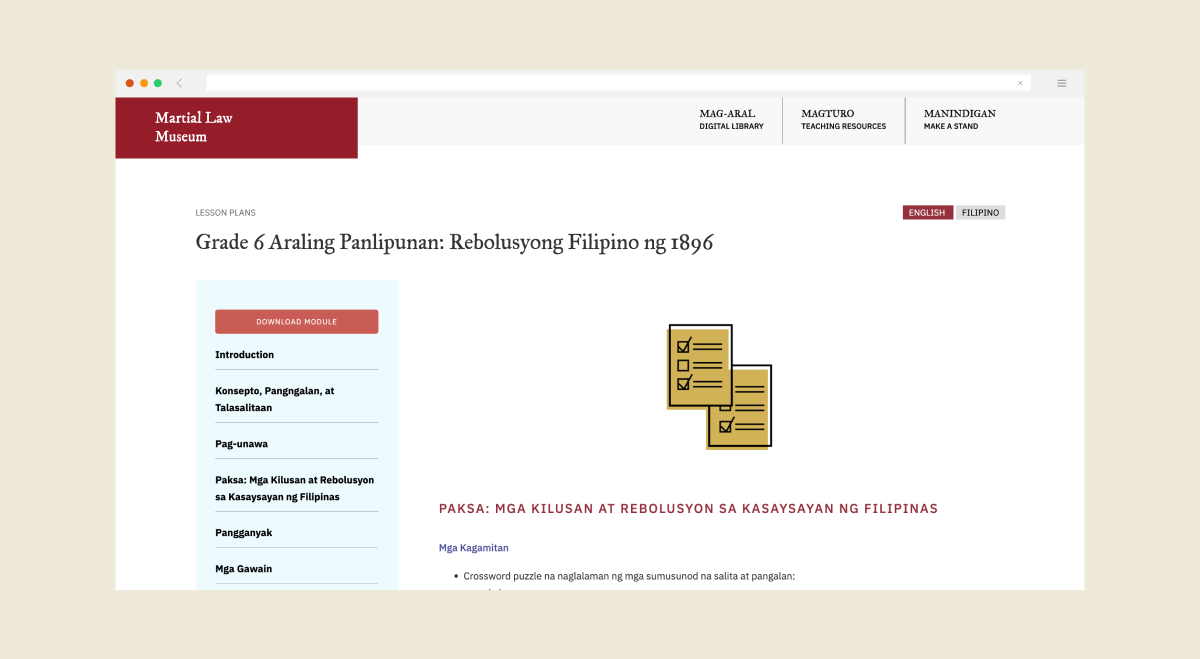 Martial Law
Museum
MAG-ARAL
DIGITAL LIBRARY
MAGTURO
TEACHING RESOURCES
MANINDIGAN
MAKE A STAND
LESSON PLANS
ENGLISH
FILIPINO
Grade 6 Araling Panlipunan: Rebolusyong Filipino ng 1896
DOWNLOAD MODULE
Introduction
Konsepto, Pangngalan, at
Talasalitaan
Pag-unawa
Paksa: Mga Kilusan at Rebolusyon
sa Kasaysayan ng Filipinas
Pangganyak
Mga Gawain
PAKSA: MGA KILUSAN AT REBOLUSYON SA KASAYSAYAN NG FILIPINAS
Mga Kagamitan
• Crossword puzzle na naglalaman ng mga sumusunod na salita at pangalan: